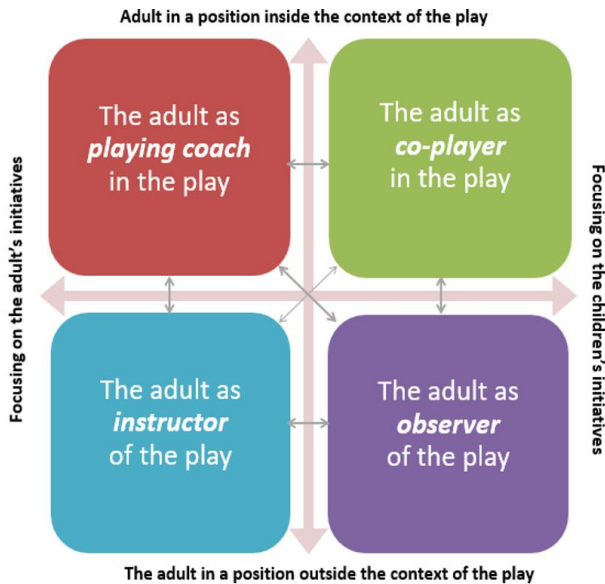 Adult in a position inside the context of the play
Focusing on the adult's initiatives
The adult as
playing coach
in the play
The adult as
co-player
in the play
Focusing on the children's initiatives
The adult as
instructor
of the play
The adult as
observer
of the play
The adult in a position outside the context of the play